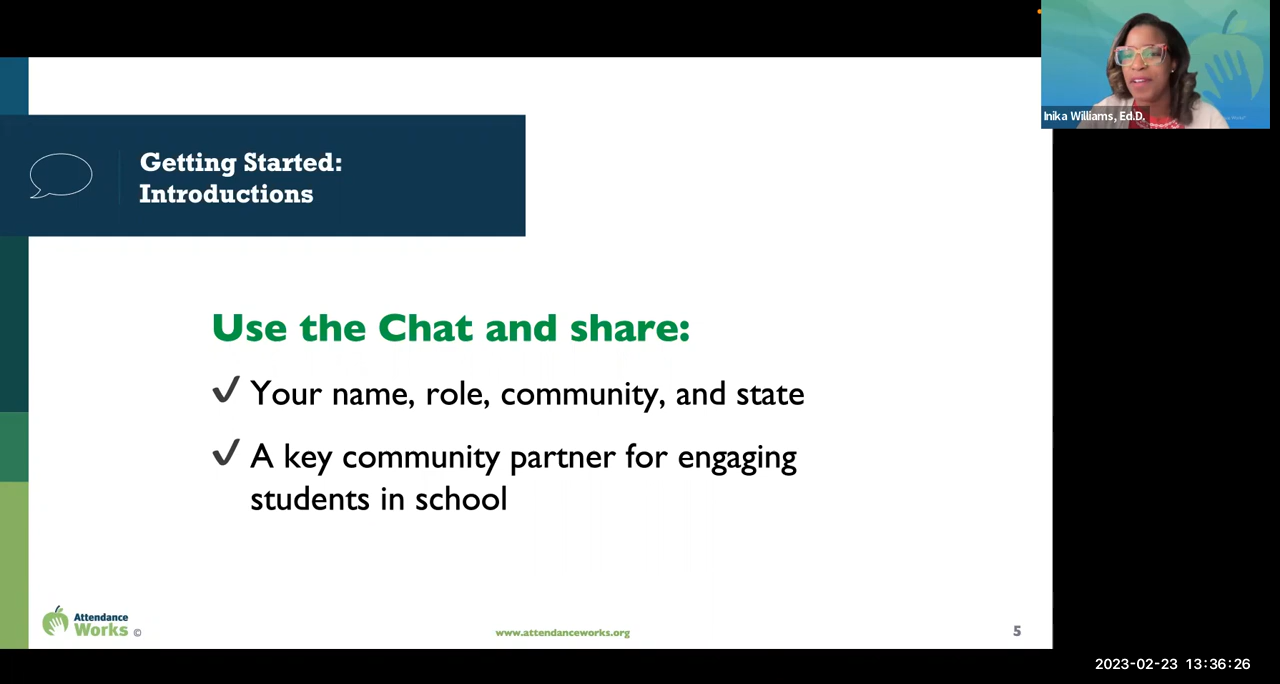 Inika Williams, Ed.D.
Getting Started:
Introductions
Use the Chat and share:
✓ Your name, role, community, and state
✓ A key community partner for engaging
students in school
Attendance
Works ©
www.attendanceworks.org
5
2023-02-23 13:36:26